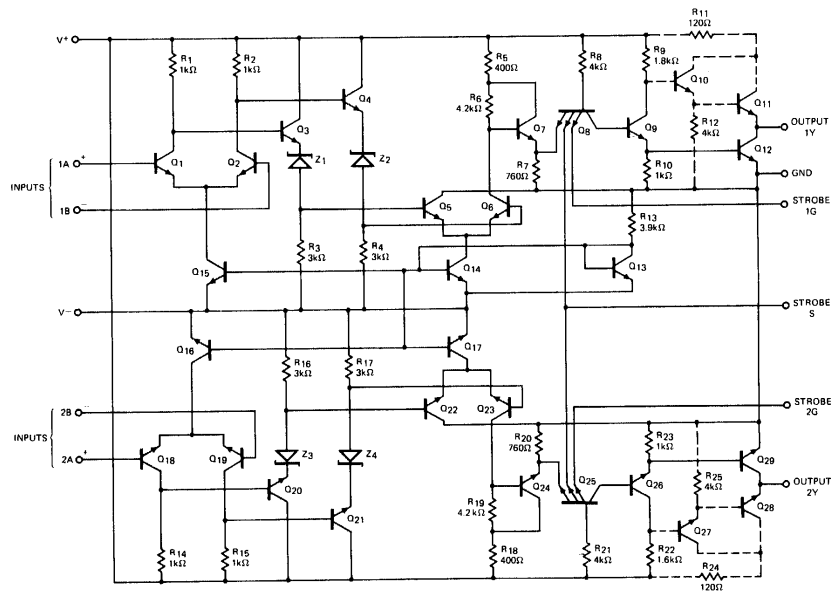 R11
120Ω
V+
R1
1kΩ
R2
1kΩ
R5
400Ω
R8
4kΩ
R9
1.8kΩ
Q10
Q4
R6
4.2kΩ
Q11
Q3
Q7
Q8
Q9
R12
4kΩ
OUTPUT
1Y
Q12
INPUTS
1A +
Q1
Q2
Z1
Z2
R7
760Ω
R10
1kΩ
GND
1B −
Q5
Q6
STROBE
1G
R13
3.9kΩ
R3
3kΩ
R4
3kΩ
Q15
Q14
Q13
V−
STROBE
S
Q16
Q17
R16
3kΩ
R17
3kΩ
INPUTS
2B −
Q22
Q23
STROBE
2G
2A +
Q18
Q19
Z3
Z4
R20
760Ω
R23
1kΩ
Q29
Q20
Q24
Q25
Q26
R25
4kΩ
OUTPUT
2Y
Q21
R19
4.2kΩ
Q28
Q27
R14
1kΩ
R15
1kΩ
R18
400Ω
R21
4kΩ
R22
1.6kΩ
R24
120Ω